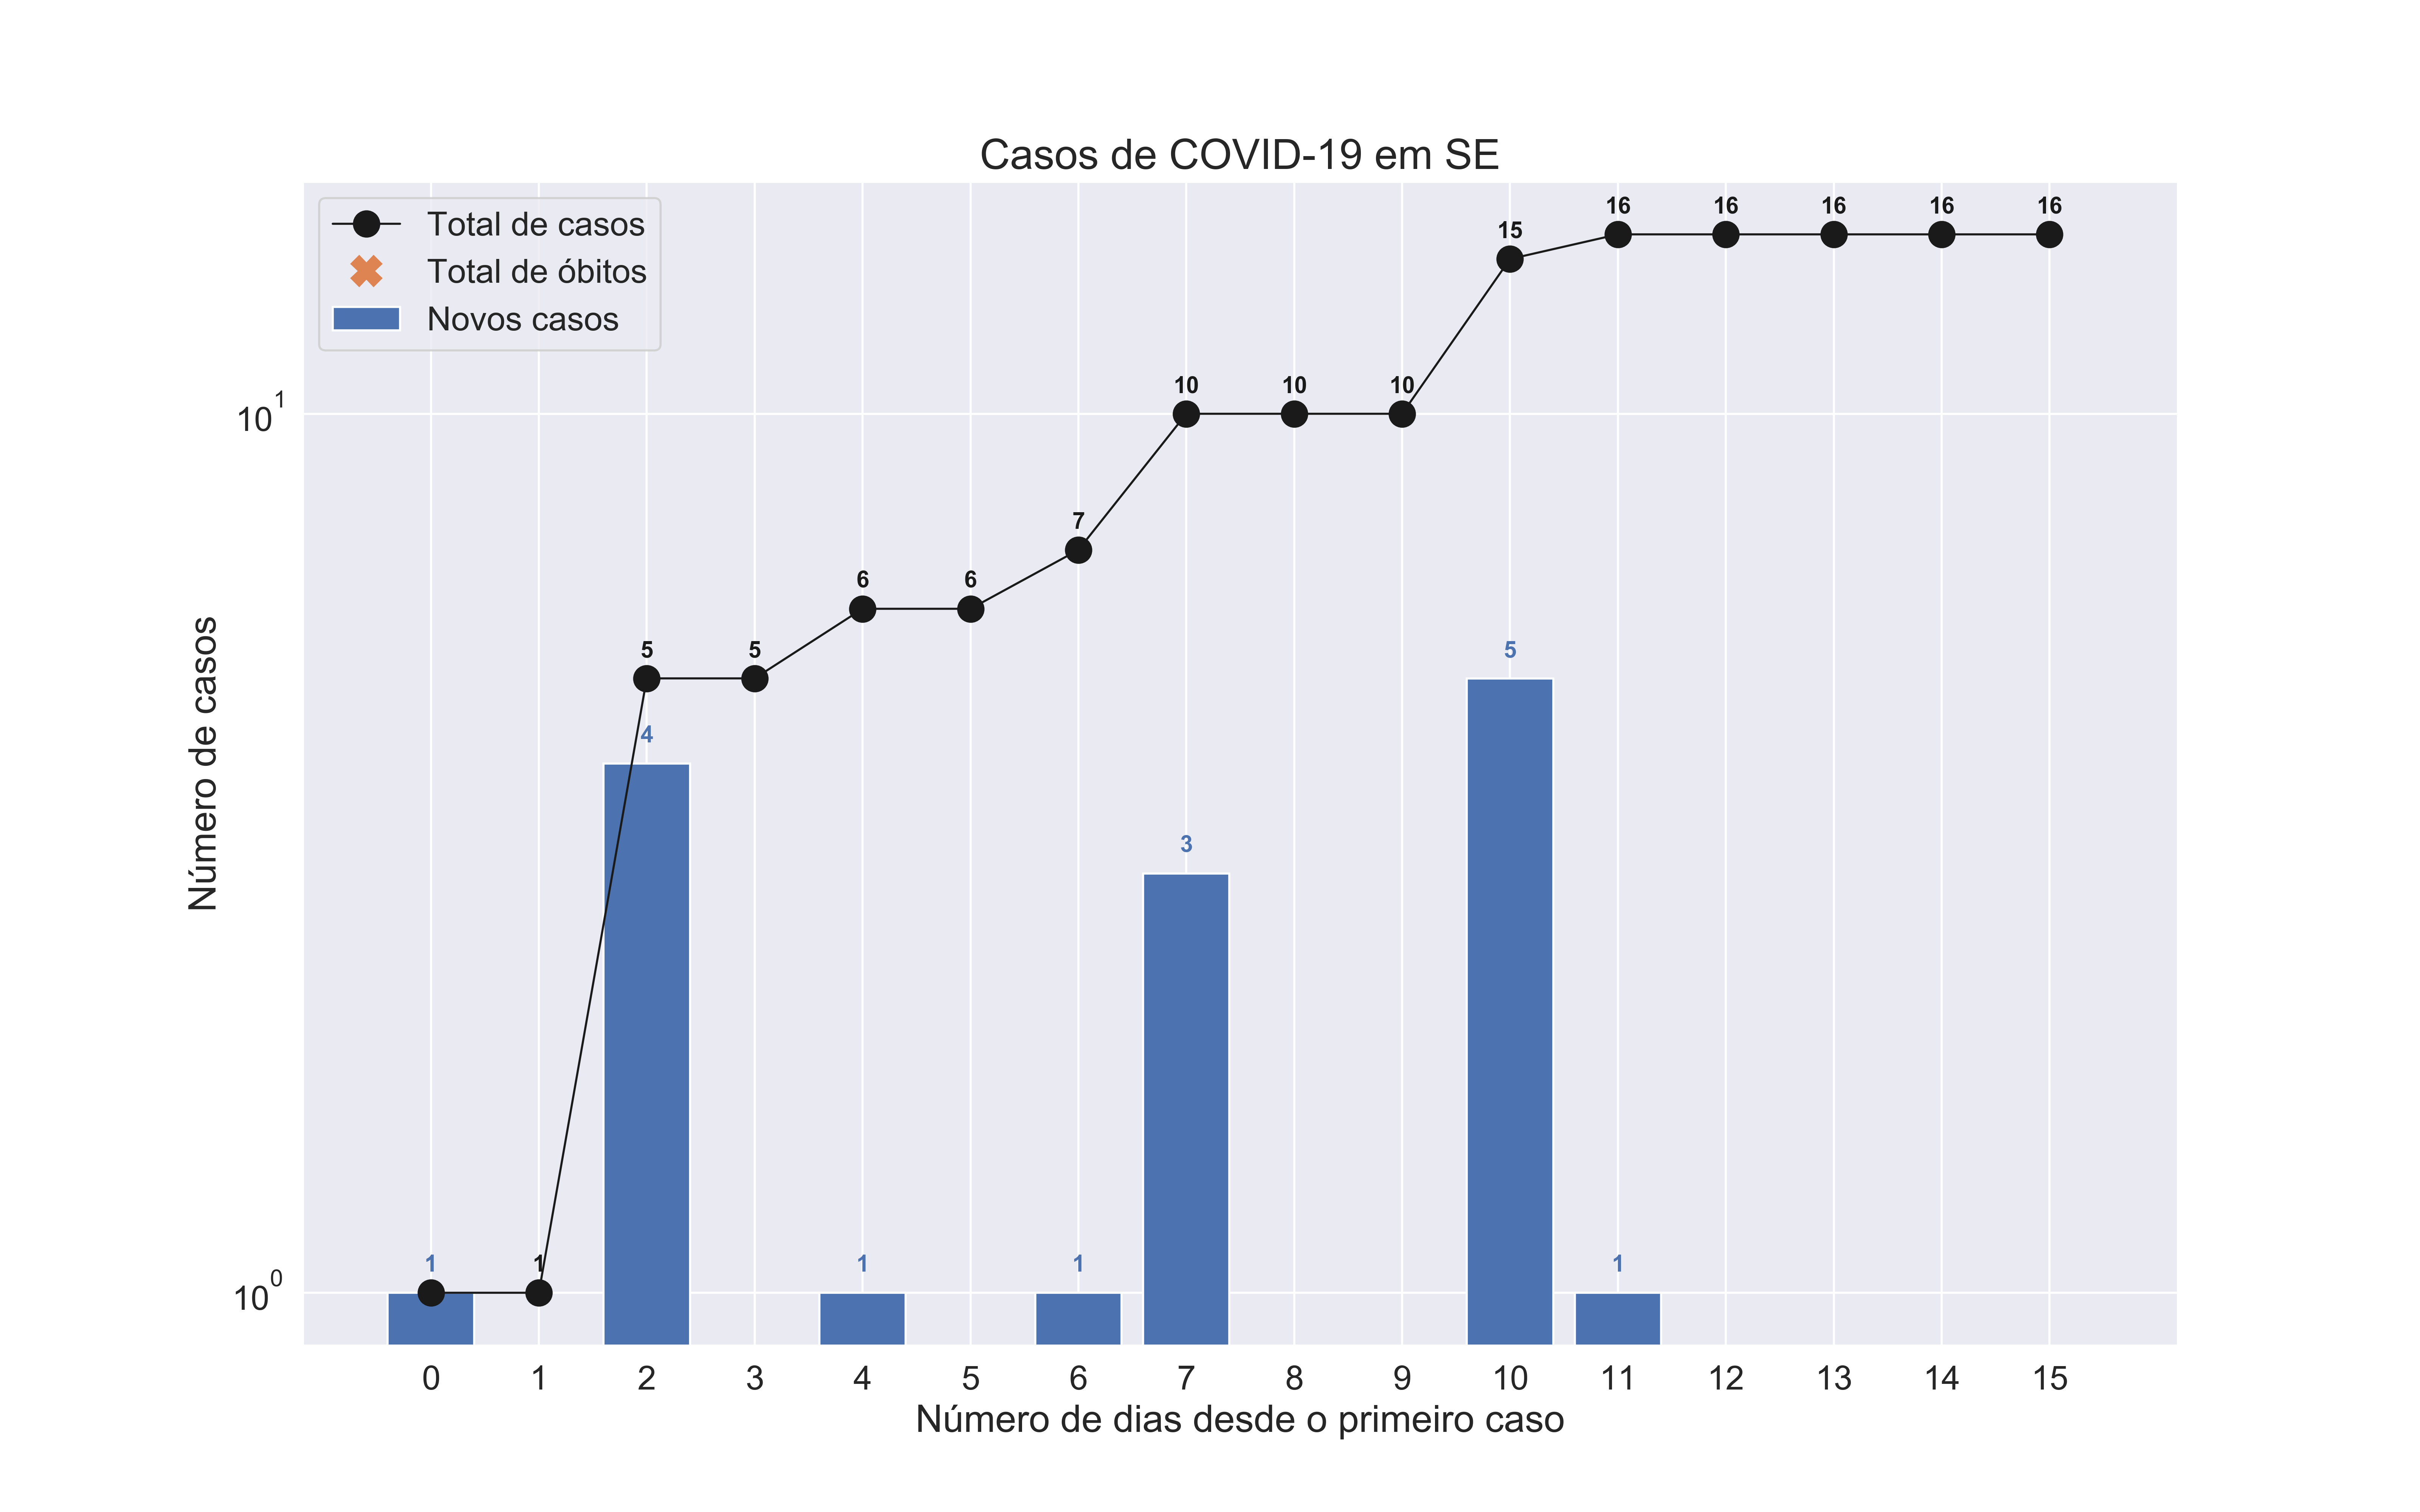 Casos de COVID-19 em SE
Total de casos
Total de óbitos
Novos casos
16 16 16 16 16
15
10 10 10
10^1
7
6 6
5 5
5
4
3
1 1 1 1 1
10^0
Número de casos
0 1 2 3 4 5 6 7 8 9 10 11 12 13 14 15
Número de dias desde o primeiro caso